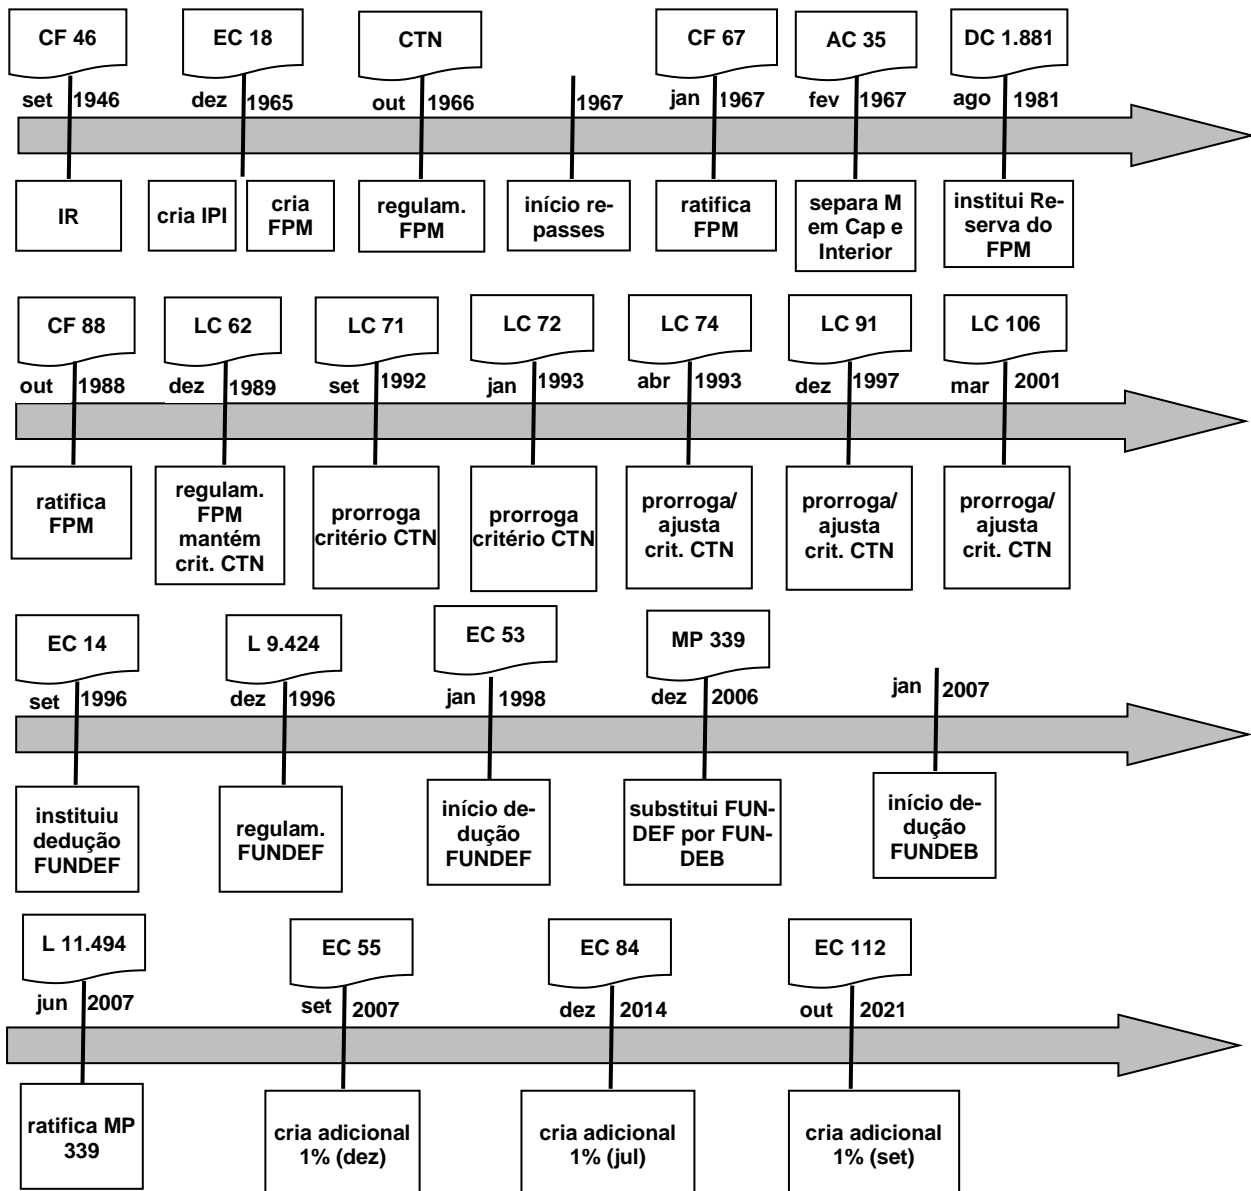 CF 46
EC 18
CTN
CF 67
AC 35
DC 1.881
set 1946
dez 1965
out 1966
1967
jan 1967
fev 1967
ago 1981
IR
cria IPI
cria
FPM
regulam.
FPM
início re-
passes
ratifica
FPM
separa M
em Cap e
Interior
institui Re-
serva do
FPM
CF 88
LC 62
LC 71
LC 72
LC 74
LC 91
LC 106
out 1988
dez 1989
set 1992
jan 1993
abr 1993
dez 1997
mar 2001
ratifica
FPM
regulam.
FPM
mantém
crit. CTN
prorroga
critério CTN
prorroga
critério CTN
prorroga/
ajusta
crit. CTN
prorroga/
ajusta
crit. CTN
prorroga/
ajusta
crit. CTN
EC 14
L 9.424
EC 53
MP 339
set 1996
dez 1996
jan 1998
dez 2006
jan 2007
instituiu
dedução
FUNDEF
regulam.
FUNDEF
início de-
dução
FUNDEF
substitui FUN-
DEF por FUN-
DEB
início de-
dução
FUNDEB
L 11.494
EC 55
EC 84
EC 112
jun 2007
set 2007
dez 2014
out 2021
ratifica MP
339
cria adicional
1% (dez)
cria adicional
1% (jul)
cria adicional
1% (set)